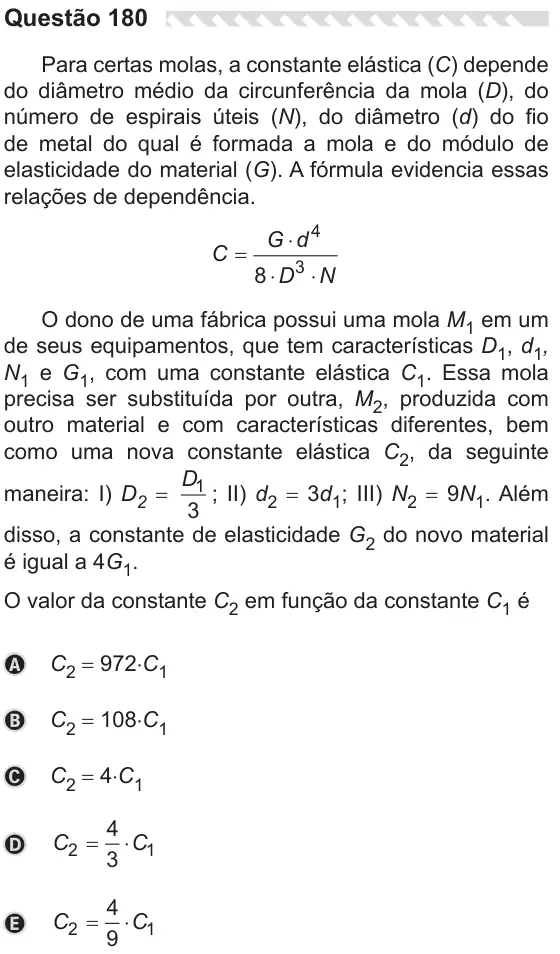 Questão 180
Para certas molas, a constante elástica (C) depende
do diâmetro médio da circunferência da mola (D), do
número de espirais úteis (N), do diâmetro (d) do fio
de metal do qual é formada a mola e do módulo de
elasticidade do material (G). A fórmula evidencia essas
relações de dependência.
C = \frac{G · d^4}{8 · D^3 · N}
O dono de uma fábrica possui uma mola M₁ em um
de seus equipamentos, que tem características D₁, d₁,
N₁ e G₁, com uma constante elástica C₁. Essa mola
precisa ser substituída por outra, M₂, produzida com
outro material e com características diferentes, bem
como uma nova constante elástica C₂, da seguinte
maneira: I) D₂ = \frac{D₁}{3} ; II) d₂ = 3d₁; III) N₂ = 9N₁. Além
disso, a constante de elasticidade G₂ do novo material
é igual a 4G₁.
O valor da constante C₂ em função da constante C₁ é
A C₂ = 972·C₁
B C₂ = 108·C₁
C C₂ = 4·C₁
D C₂ = \frac{4}{3} · C₁
E C₂ = \frac{4}{9} · C₁